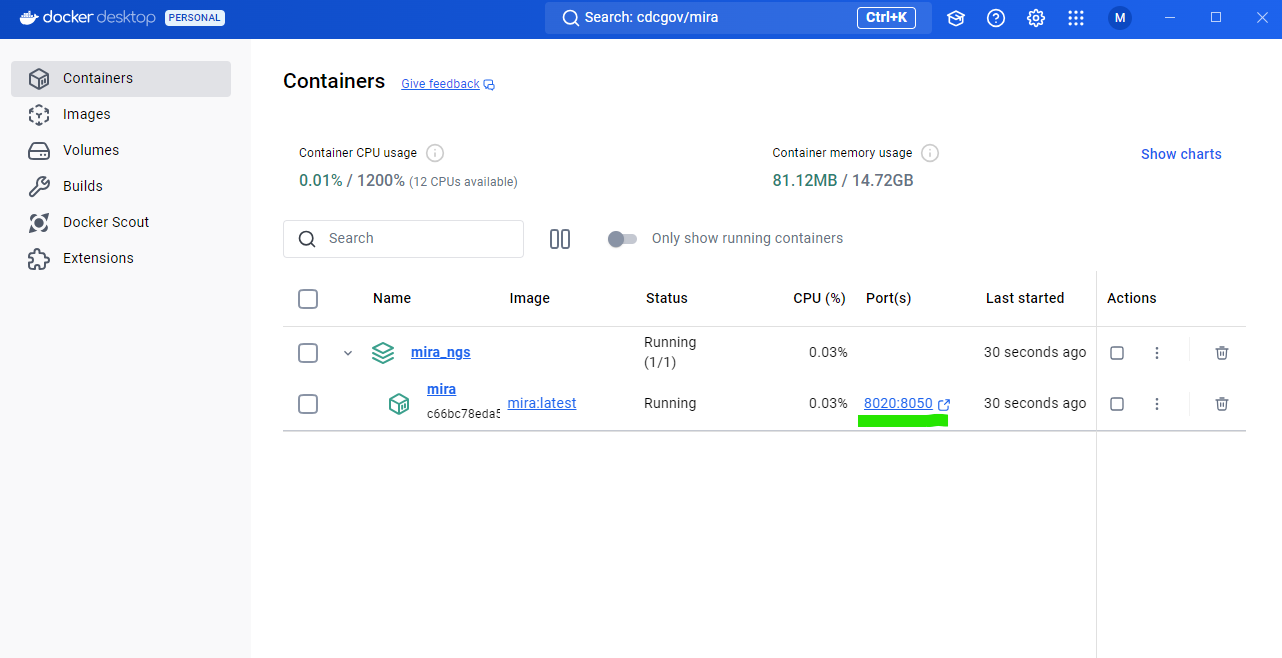 docker desktop PERSONAL Search: cdcgov/mira Ctrl+K M
Containers
Images
Volumes
Builds
Docker Scout
Extensions
Containers Give feedback
Container CPU usage
0.01% / 1200% (12 CPUs available)
Container memory usage
81.12MB / 14.72GB
Show charts
Search
Only show running containers
Name Image Status CPU (%) Port(s) Last started Actions
mira_ngs Running (1/1) 0.03% 30 seconds ago
mira mira:latest Running 0.03% 8020:8050 30 seconds ago
c66bc78eda5